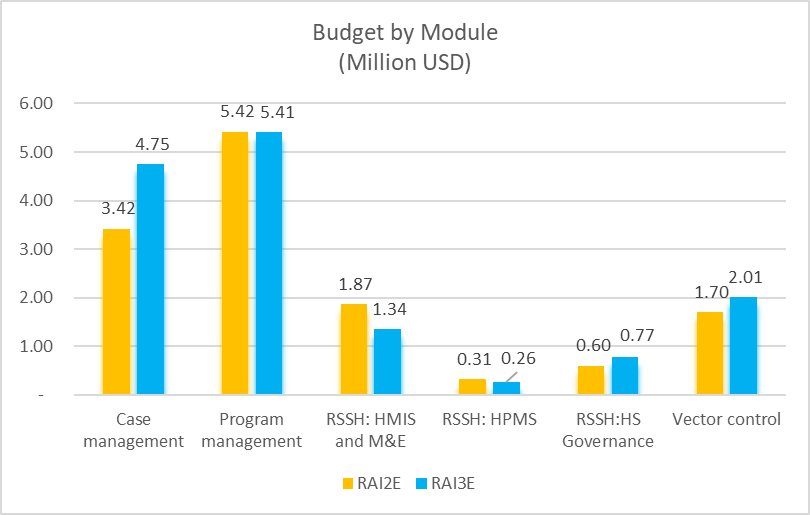 Budget by Module
(Million USD)
6.00
5.00
4.00
3.00
2.00
1.00
-
3.42
4.75
5.42
5.41
1.87
1.34
0.31
0.26
0.60
0.77
1.70
2.01
Case
management
Program
management
RSSH: HMIS
and M&E
RSSH: HPMS
RSSH:HS
Governance
Vector control
RAI2E
RAI3E